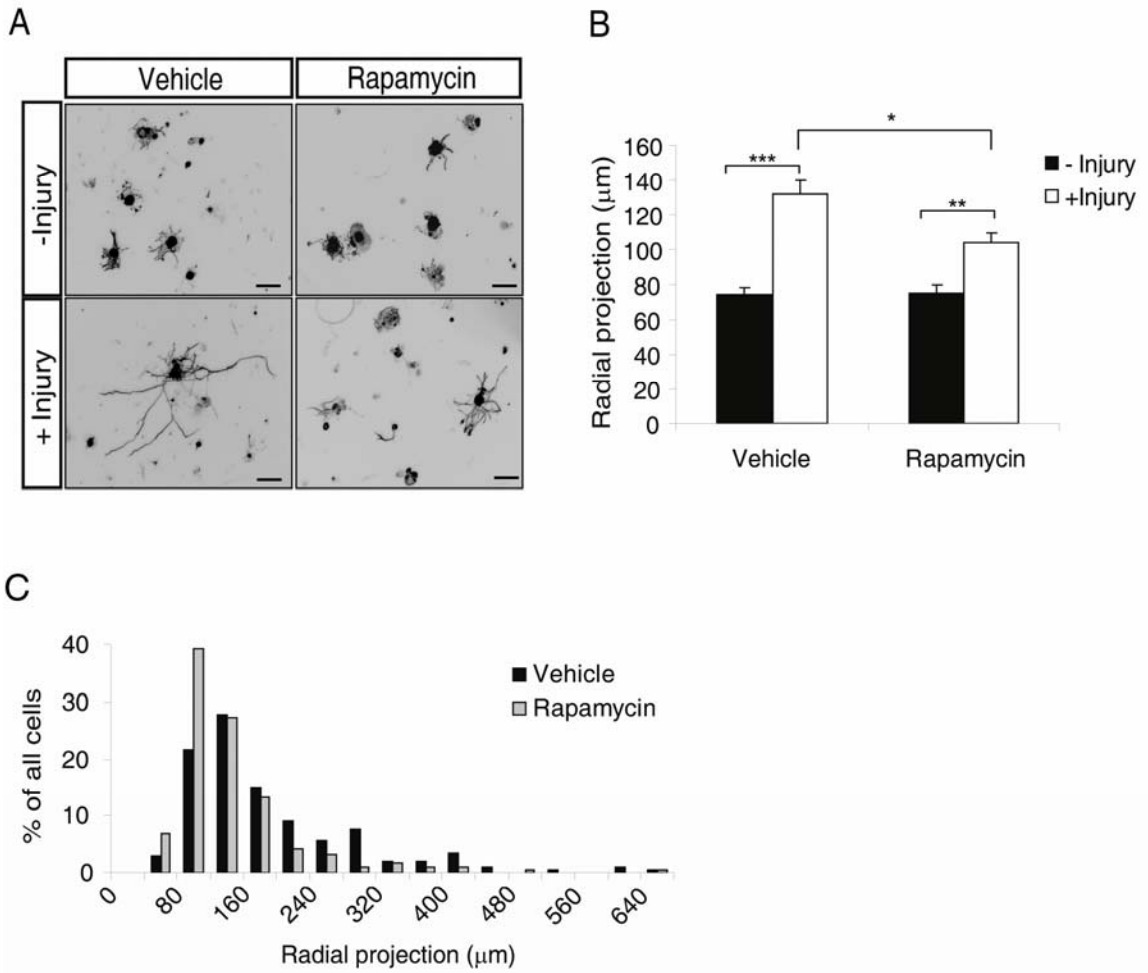 A
Vehicle Rapamycin
-Injury
+ Injury
B
Radial projection (μm)
160
140
120
100
80
60
40
20
0
***
*
**
- Injury
+Injury
Vehicle Rapamycin
C
% of all cells
40
30
20
10
0
Vehicle
Rapamycin
0 80 160 240 320 400 480 560 640
Radial projection (μm)